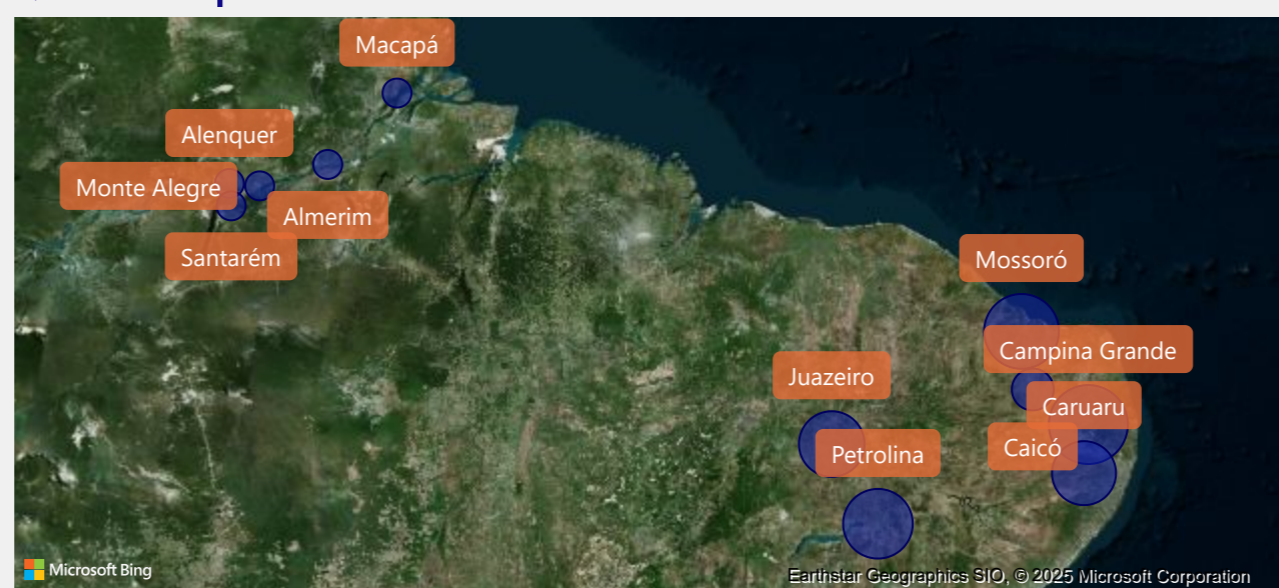 Macapá
Alenquer
Monte Alegre
Almerim
Santarém
Mossoró
Campina Grande
Juazeiro
Caruaru
Caicó
Petrolina
Microsoft Bing
Earthstar Geographics SIO, © 2025 Microsoft Corporation